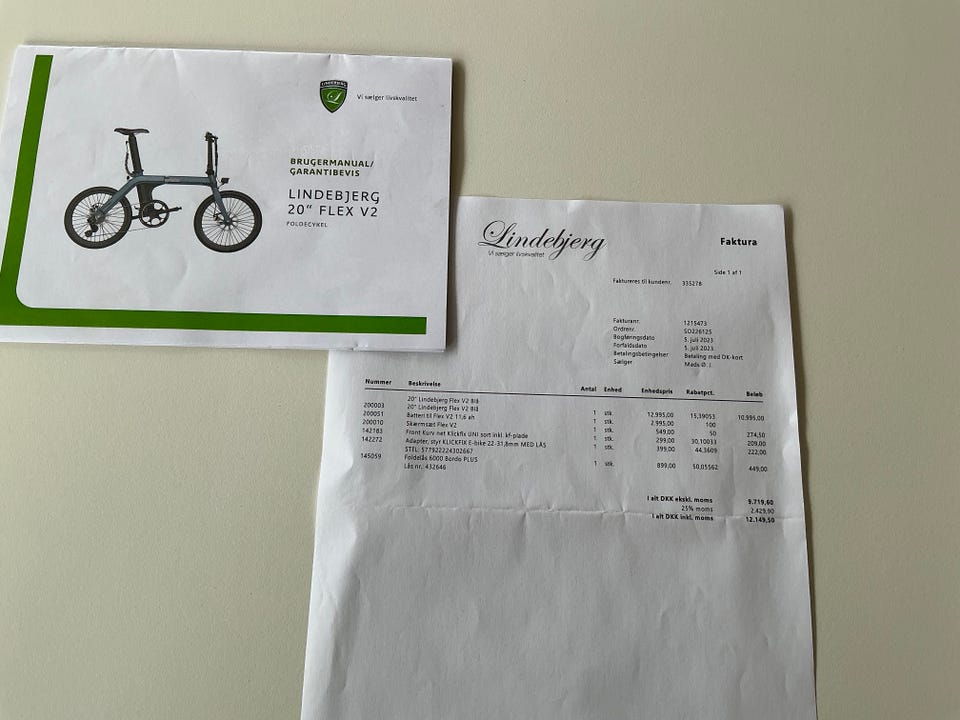 LINDEBJERG
L
Vi sælger livskvalitet
BRUGERMANUAL/
GARANTIBEVIS
LINDEBJERG
20" FLEX V2
FOLDECYKEL
Lindebjerg
Vi sælger livskvalitet
Faktura
Side 1 af 1
Faktureres til kundenr. 335278
Fakturanr. 1215473
Ordrenr. SO226125
Bogføringsdato 5. juli 2023
Forfaldsdato 5. juli 2023
Betalingsbetingelser Betaling med DK-kort
Sælger Mads Ø. J.
Nummer Beskrivelse Antal Enhed Enhedspris Rabatpct. Beløb
20" Lindebjerg Flex V2 Blå
200003 20" Lindebjerg Flex V2 Blå 1 stk. 12.995,00 15,39053 10.995,00
200051 Batteri til Flex V2 11,6 ah 1 stk. 2.995,00 100
200010 Skærmsæt Flex V2 1 stk. 549,00 50 274,50
142183 Front Kurv net Klickfix UNI sort inkl. kf-plade 1 stk. 299,00 30,10033 209,00
142272 Adapter, styr KLICKFIX E-bike 22-31,8mm MED LÅS 1 stk. 399,00 44,3609 222,00
STEL: 577922224302667
145059 Foldelås 6000 Bordo PLUS 1 stk. 899,00 50,05562 449,00
Lås nr. 432646
I alt DKK ekskl. moms 9.719,60
25% moms 2.429,90
I alt DKK inkl. moms 12.149,50